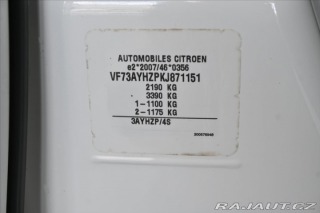 AUTOMOBILES CITROEN
e2*2007/46*0356
VF73AYHZPKJ871151
2190 KG
3390 KG
1-1100 KG
2-1175 KG
3AYHZP/4S
RAJAUT.CZ